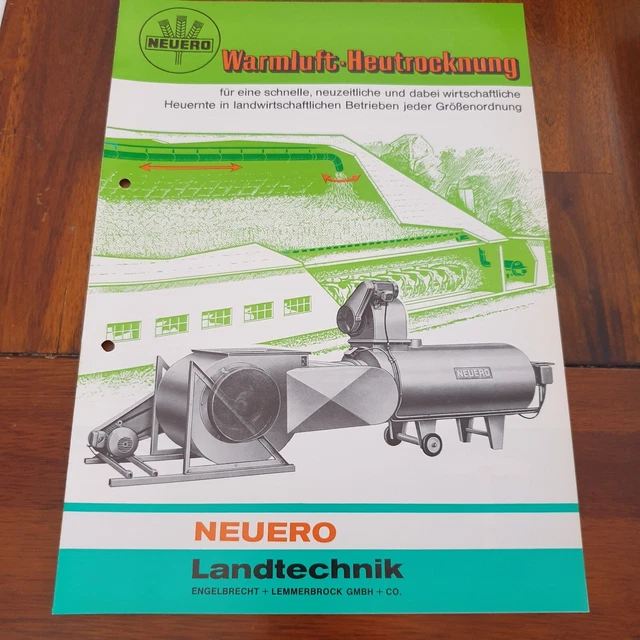 NEUERO
Warmluft-Heutrocknung
für eine schnelle, neuzeitliche und dabei wirtschaftliche
Heuernte in landwirtschaftlichen Betrieben jeder Größenordnung
NEUERO
NEUERO
Landtechnik
ENGELBRECHT + LEMMERBROCK GMBH + CO.